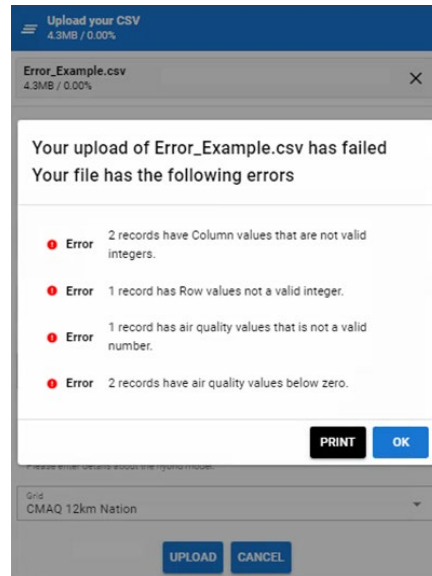 Upload your CSV
4.3MB / 0.00%
Error_Example.csv
4.3MB / 0.00%
Your upload of Error_Example.csv has failed
Your file has the following errors
Error 2 records have Column values that are not valid
integers.
Error 1 record has Row values not a valid integer.
Error 1 record has air quality values that is not a valid
number.
Error 2 records have air quality values below zero.
PRINT OK
Please enter details about the hybrid model.
Grid
CMAQ 12km Nation
UPLOAD CANCEL